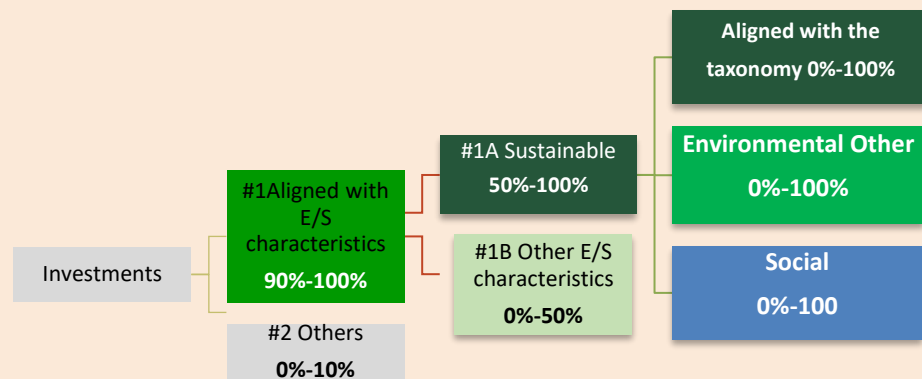 Investments
#1Aligned with
E/S
characteristics
90%-100%
#2 Others
0%-10%
#1A Sustainable
50%-100%
#1B Other E/S
characteristics
0%-50%
Aligned with the
taxonomy 0%-100%
Environmental Other
0%-100%
Social
0%-100